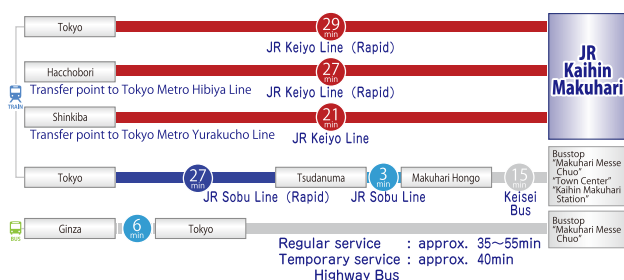 Tokyo
29 min
JR Keiyo Line (Rapid)
JR
Kaihin
Makuhari
Hacchobori
27 min
Transfer point to Tokyo Metro Hibiya Line
JR Keiyo Line (Rapid)
TRAIN
Shinkiba
21 min
Transfer point to Tokyo Metro Yurakucho Line
JR Keiyo Line
Tokyo
27 min
JR Sobu Line (Rapid)
Tsudanuma
3 min
JR Sobu Line
Makuhari Hongo
15 min
Keisei
Bus
Busstop
"Makuhari Messe
Chuo"
"Town Center"
"Kaihin Makuhari
Station"
BUS
Ginza
6 min
Tokyo
Regular service : approx. 35~55min
Temporary service : approx. 40min
Highway Bus
Busstop
"Makuhari Messe
Chuo"